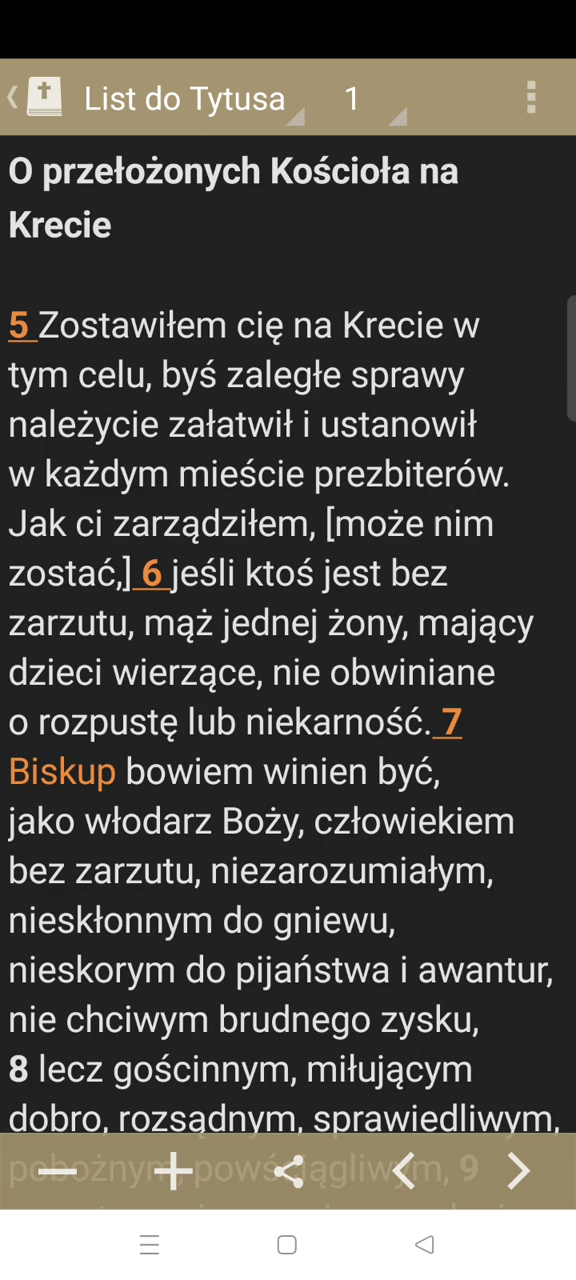 List do Tytusa 1
O przełożonych Kościoła na
Krecie
5 Zostawiłem cię na Krecie w
tym celu, byś zaległe sprawy
należycie załatwił i ustanowił
w każdym mieście prezbiterów.
Jak ci zarządziłem, [może nim
zostać,] 6 jeśli ktoś jest bez
zarzutu, mąż jednej żony, mający
dzieci wierzące, nie obwiniane
o rozpustę lub niekarność. 7
Biskup bowiem winien być,
jako włodarz Boży, człowiekiem
bez zarzutu, niezarozumiałym,
nieskłonnym do gniewu,
nieskorym do pijaństwa i awantur,
nie chciwym brudnego zysku,
8 lecz gościnnym, miłującym
dobro, rozsądnym, sprawiedliwym,
pobożnym, powściągliwym, 9